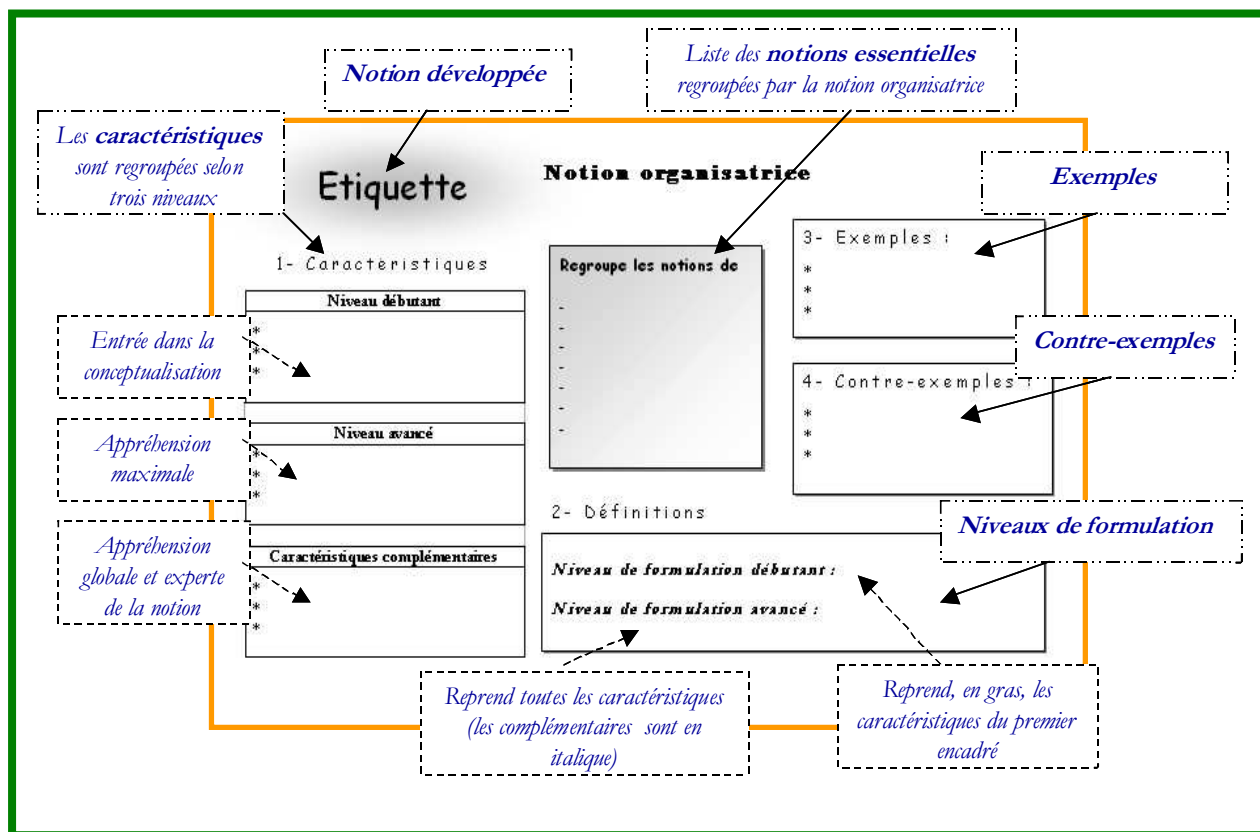 Notion développée
Liste des notions essentielles
regroupées par la notion organisatrice
Les caractéristiques
sont regroupées selon
trois niveaux
Etiquette
Notion organisatrice
Exemples
1- Caractéristiques
Niveau débutant
*
*
*
Entrée dans la
conceptualisation
Niveau avancé
*
*
*
Appréhension
maximale
Caractéristiques complémentaires
*
*
*
Appréhension
globale et experte
de la notion
Regroupe les notions de
-
-
-
-
-
-
-
3- Exemples :
*
*
*
Contre-exemples
4- Contre-exemples :
*
*
*
2- Définitions
Niveaux de formulation
Niveau de formulation débutant :
Niveau de formulation avancé :
Reprend toutes les caractéristiques
(les complémentaires sont en
italique)
Reprend, en gras, les
caractéristiques du premier
encadré